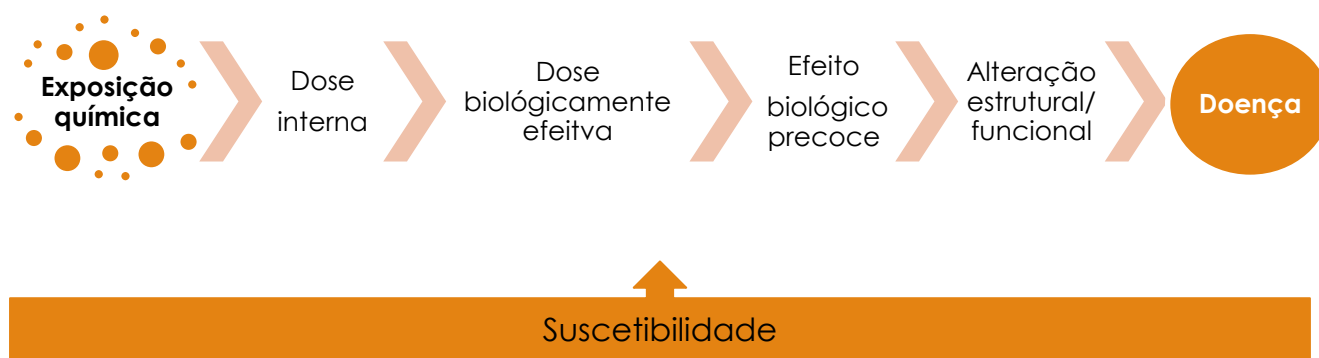 Exposição
química
Dose
interna
Dose
biológicamente
efeitva
Efeito
biológico
precoce
Alteração
estrutural/
funcional
Doença
Suscetibilidade